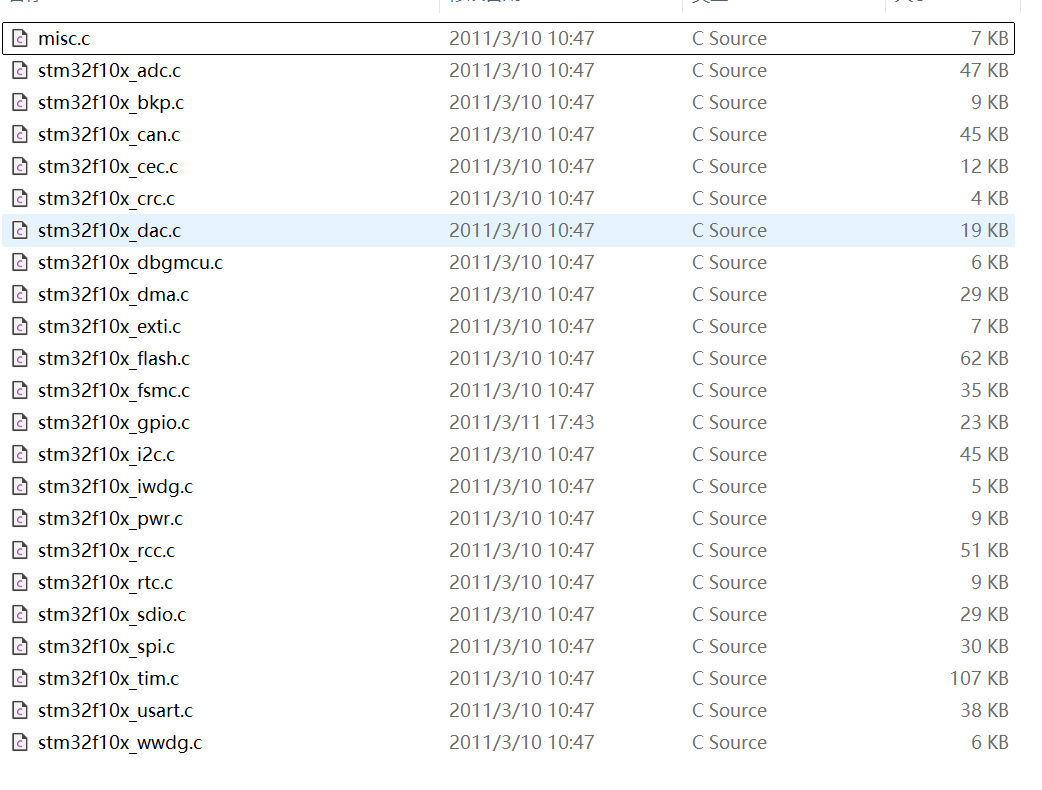 misc.c 2011/3/10 10:47 C Source 7 KB
stm32f10x_adc.c 2011/3/10 10:47 C Source 47 KB
stm32f10x_bkp.c 2011/3/10 10:47 C Source 9 KB
stm32f10x_can.c 2011/3/10 10:47 C Source 45 KB
stm32f10x_cec.c 2011/3/10 10:47 C Source 12 KB
stm32f10x_crc.c 2011/3/10 10:47 C Source 4 KB
stm32f10x_dac.c 2011/3/10 10:47 C Source 19 KB
stm32f10x_dbgmcu.c 2011/3/10 10:47 C Source 6 KB
stm32f10x_dma.c 2011/3/10 10:47 C Source 29 KB
stm32f10x_exti.c 2011/3/10 10:47 C Source 7 KB
stm32f10x_flash.c 2011/3/10 10:47 C Source 62 KB
stm32f10x_fsmc.c 2011/3/10 10:47 C Source 35 KB
stm32f10x_gpio.c 2011/3/11 17:43 C Source 23 KB
stm32f10x_i2c.c 2011/3/10 10:47 C Source 45 KB
stm32f10x_iwdg.c 2011/3/10 10:47 C Source 5 KB
stm32f10x_pwr.c 2011/3/10 10:47 C Source 9 KB
stm32f10x_rcc.c 2011/3/10 10:47 C Source 51 KB
stm32f10x_rtc.c 2011/3/10 10:47 C Source 9 KB
stm32f10x_sdio.c 2011/3/10 10:47 C Source 29 KB
stm32f10x_spi.c 2011/3/10 10:47 C Source 30 KB
stm32f10x_tim.c 2011/3/10 10:47 C Source 107 KB
stm32f10x_usart.c 2011/3/10 10:47 C Source 38 KB
stm32f10x_wwdg.c 2011/3/10 10:47 C Source 6 KB